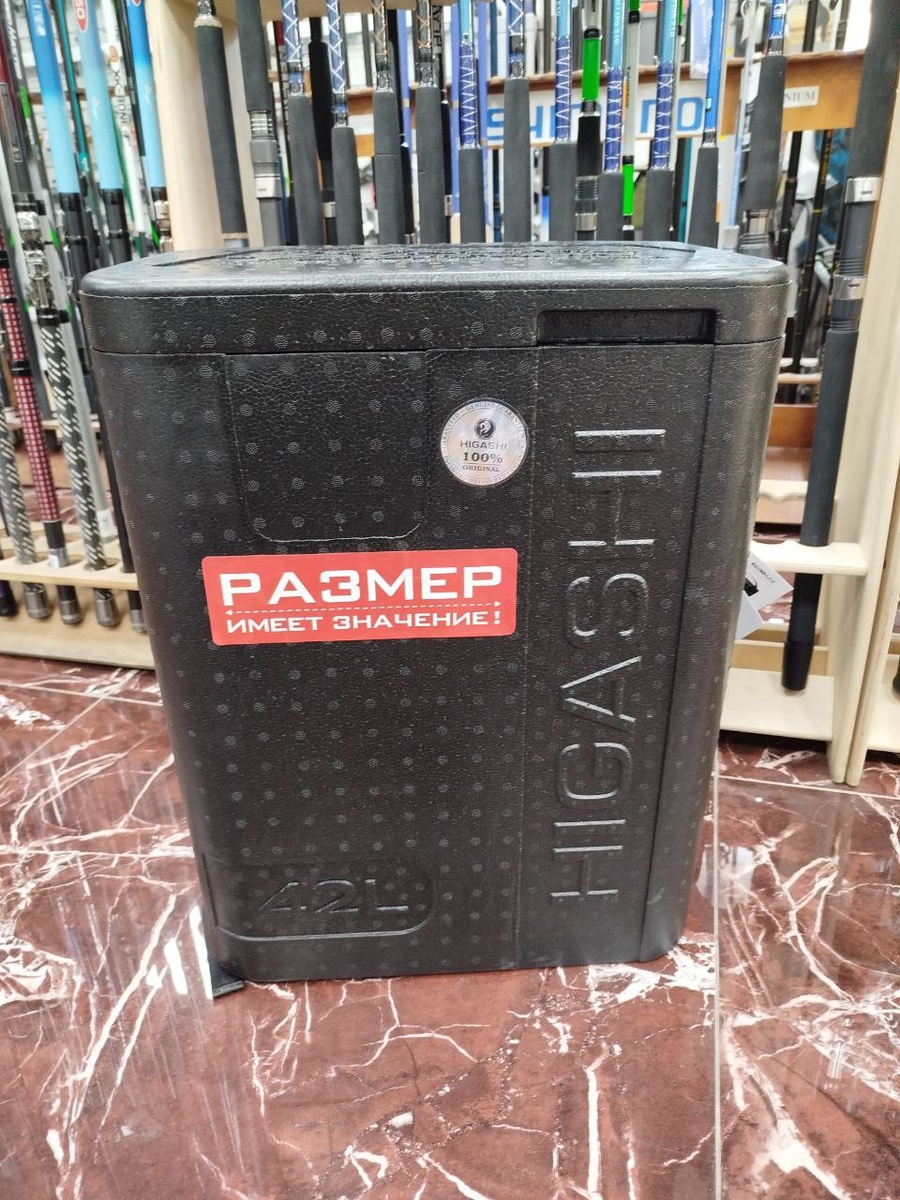 HIGASHI
100%
ORIGINAL
РАЗМЕР
ИМЕЕТ ЗНАЧЕНИЕ!
HIGASHI
42L